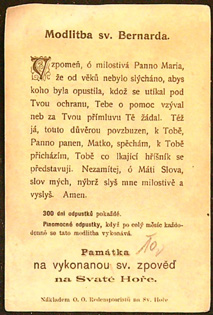 Modlitba sv. Bernarda.
Vzpomeň, ó milostivá Panno Maria,
že od věků nebylo slýcháno, abys
koho byla opustila, kdož se utíkal pod
Tvou ochranu, Tebe o pomoc vzýval
neb za Tvou přímluvu Tě žádal. Též
já, touto důvěrou povzbuzen, k Tobě,
Panno panen, Matko, spěchám, k Tobě
přicházím, Tobě co lkající hříšník se
představuji. Nezamítej, ó Máti Slova,
slov mých, nýbrž slyš mne milostivě a
vyslyš. Amen.
300 dní odpustků pokaždé.
Plnomocné odpustky, když po celý měsíc každo-
denně se tato modlitba vykonává.
Památka
na vykonanou sv. zpověď
na Svaté Hoře.
Nákladem O. O. Redemptoristů na Sv. Hoře